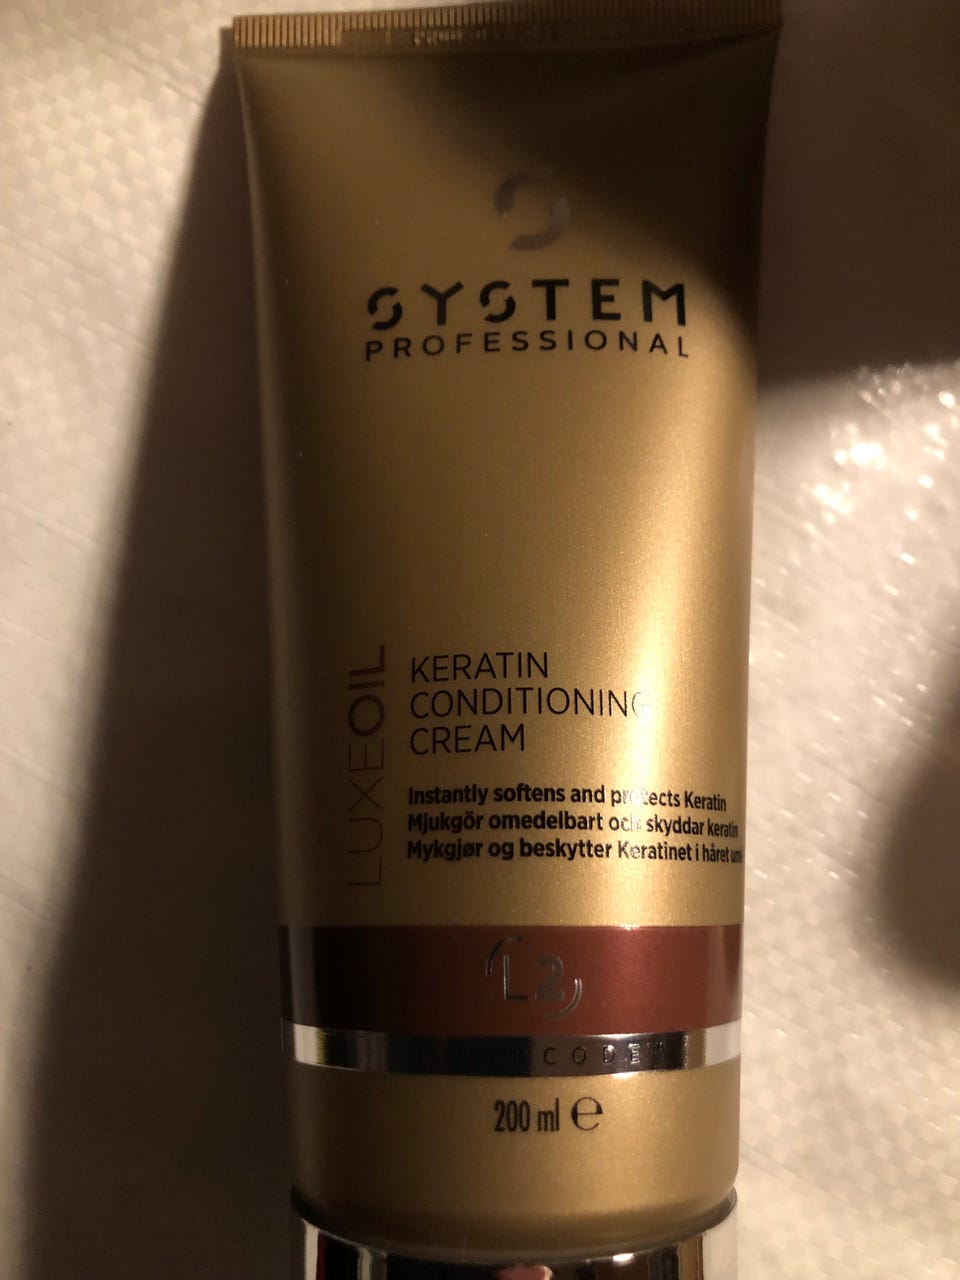 SYSTEM
PROFESSIONAL
LUXEOIL
KERATIN
CONDITIONING
CREAM
Instantly softens and protects Keratin
Mjukgör omedelbart och skyddar keratin
Mykgjør og beskytter Keratinet i håret
L2
CODE™
200 ml ℮